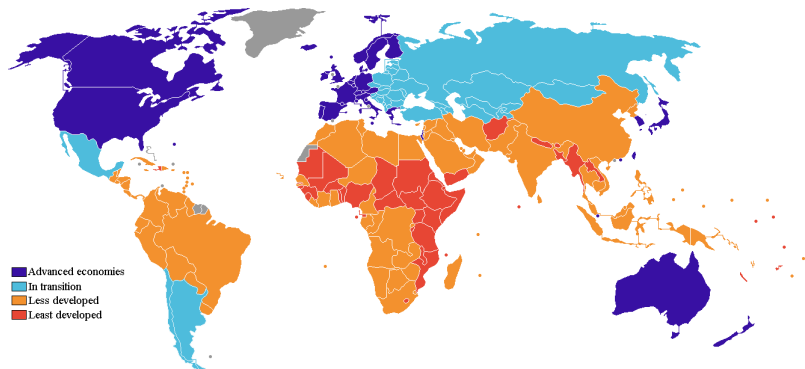 Advanced economies
In transition
Less developed
Least developed